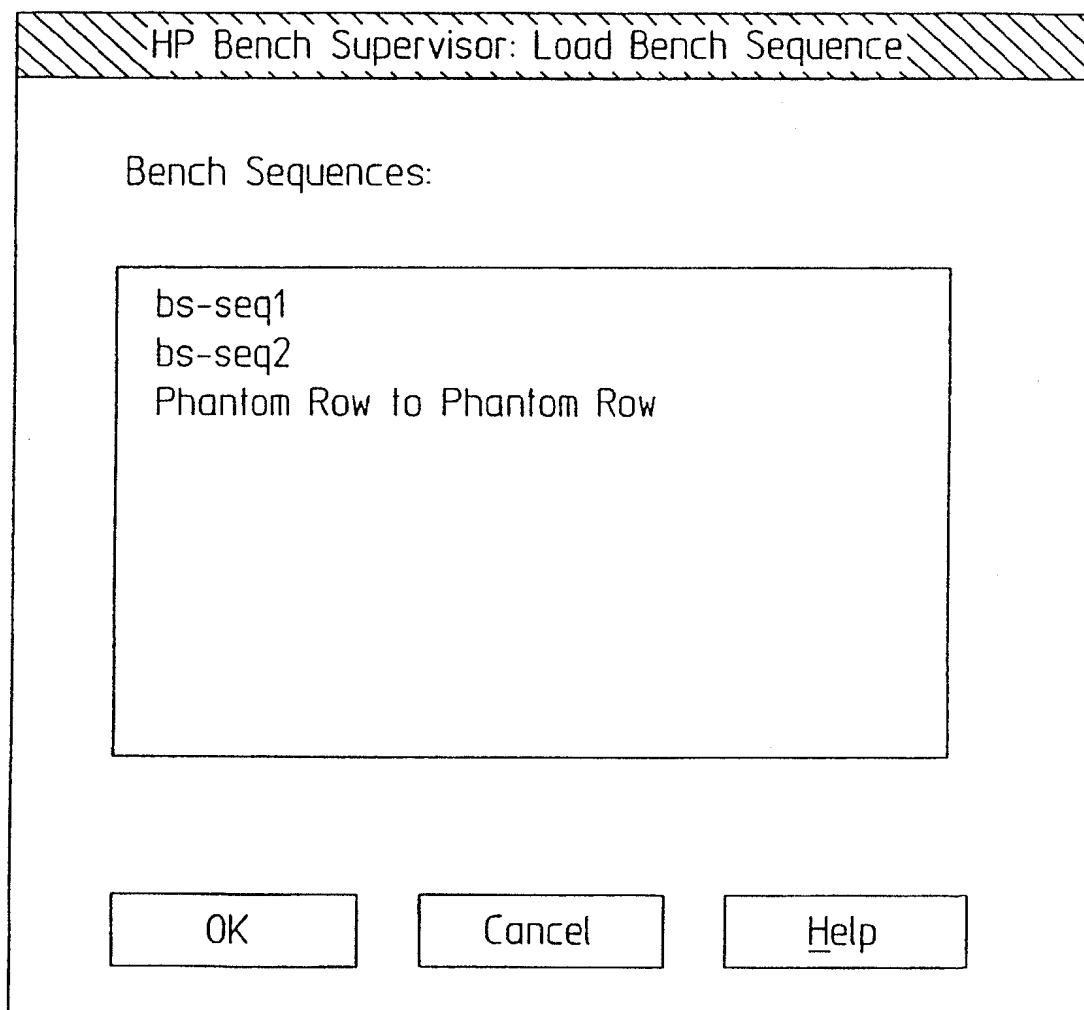 HP Bench Supervisor: Load Bench Sequence
Bench Sequences:
bs-seq1
bs-seq2
Phantom Row to Phantom Row
OK
Cancel
Help